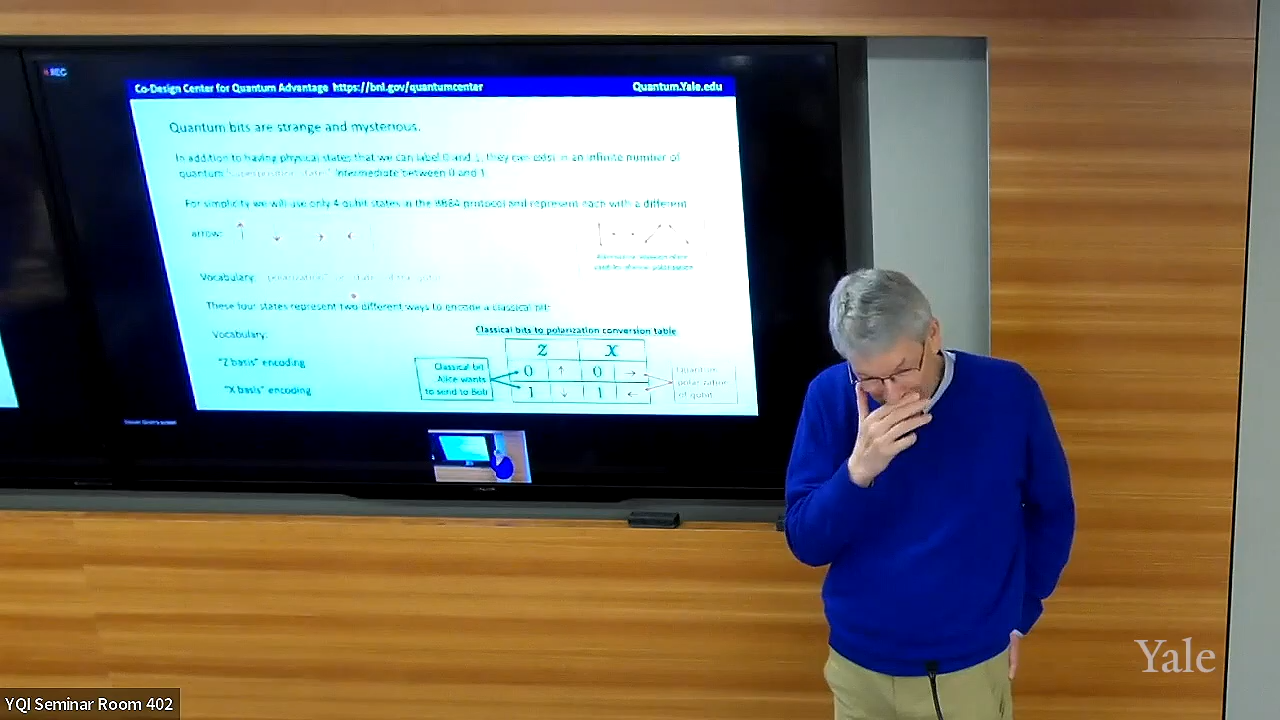 REC
Co-Design Center for Quantum Advantage https://bnl.gov/quantumcenter
Quantum.Yale.edu
Quantum bits are strange and mysterious.
In addition to having physical states that we can label 0 and 1, they can exist in an infinite number of
quantum "superposition states" intermediate between 0 and 1
For simplicity we will use only 4 qubit states in the BB84 protocol and represent each with a different
arrow: ↑ ↓ → ←
Vocabulary: "polarization"
These four states represent two different ways to encode a classical bit:
Vocabulary:
"Z basis" encoding
"X basis" encoding
Classical bits to polarization conversion table
Z X
0 ↑ 0 →
1 ↓ 1 ←
Classical bit
Alice wants
to send to Bob
Quantum
polarization
of qubit
Yale
YQI Seminar Room 402